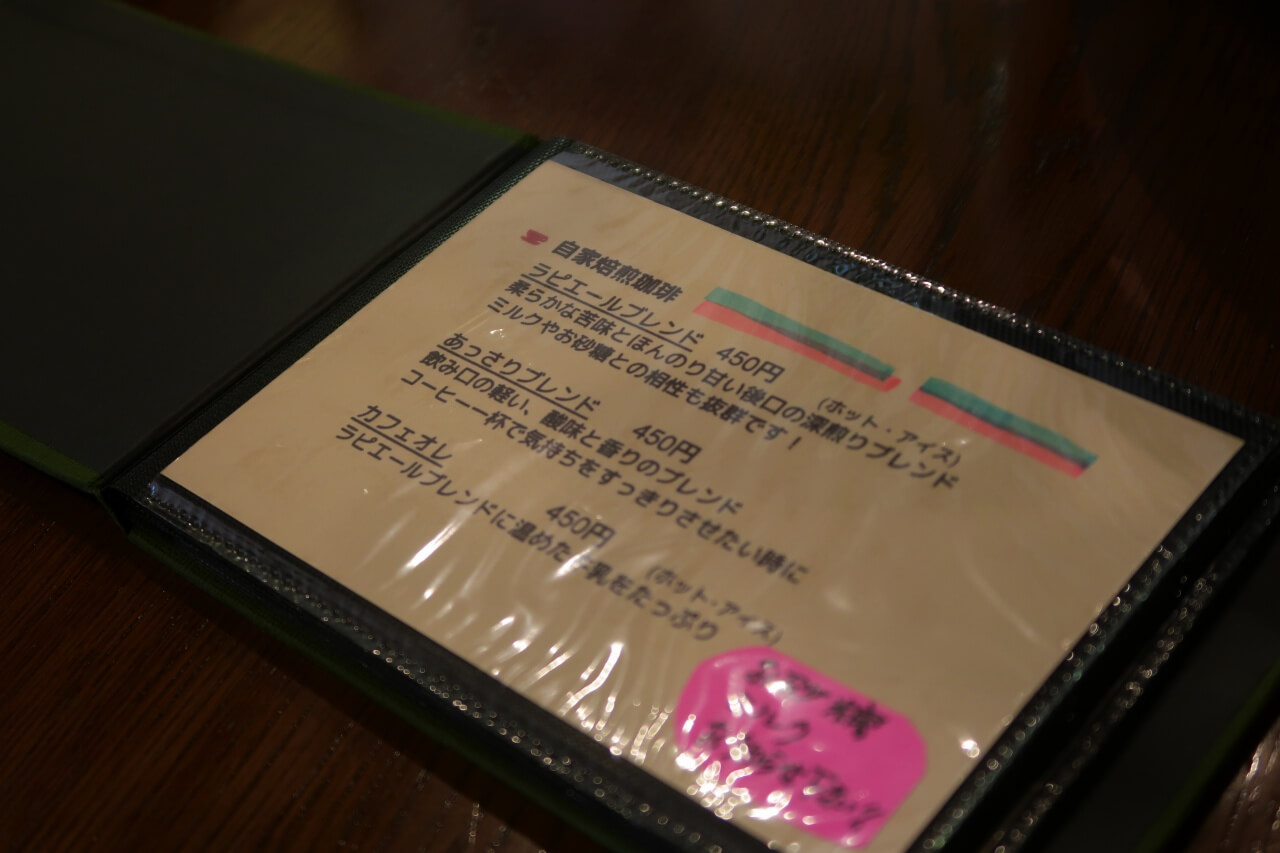 自家焙煎珈琲
ラピエールブレンド 450円 (ホット・アイス)
柔らかな苦味とほんのり甘い後口の深煎りブレンド
ミルクやお砂糖との相性も抜群です！
あっさりブレンド 450円
飲み口の軽い、酸味と香りのブレンド
コーヒー一杯で気持ちをすっきりさせたい時に
カフェオレ 450円 (ホット・アイス)
ラピエールブレンドに温めた牛乳をたっぷり